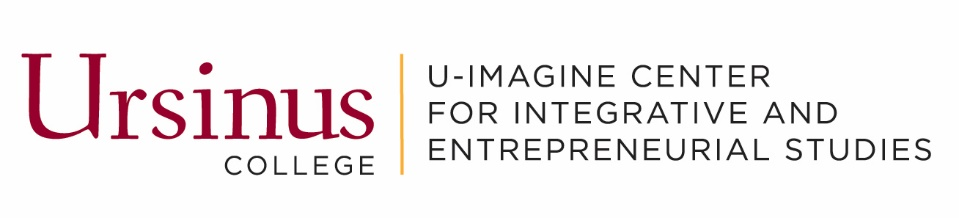 Ursinus
COLLEGE
U-IMAGINE CENTER
FOR INTEGRATIVE AND
ENTREPRENEURIAL STUDIES